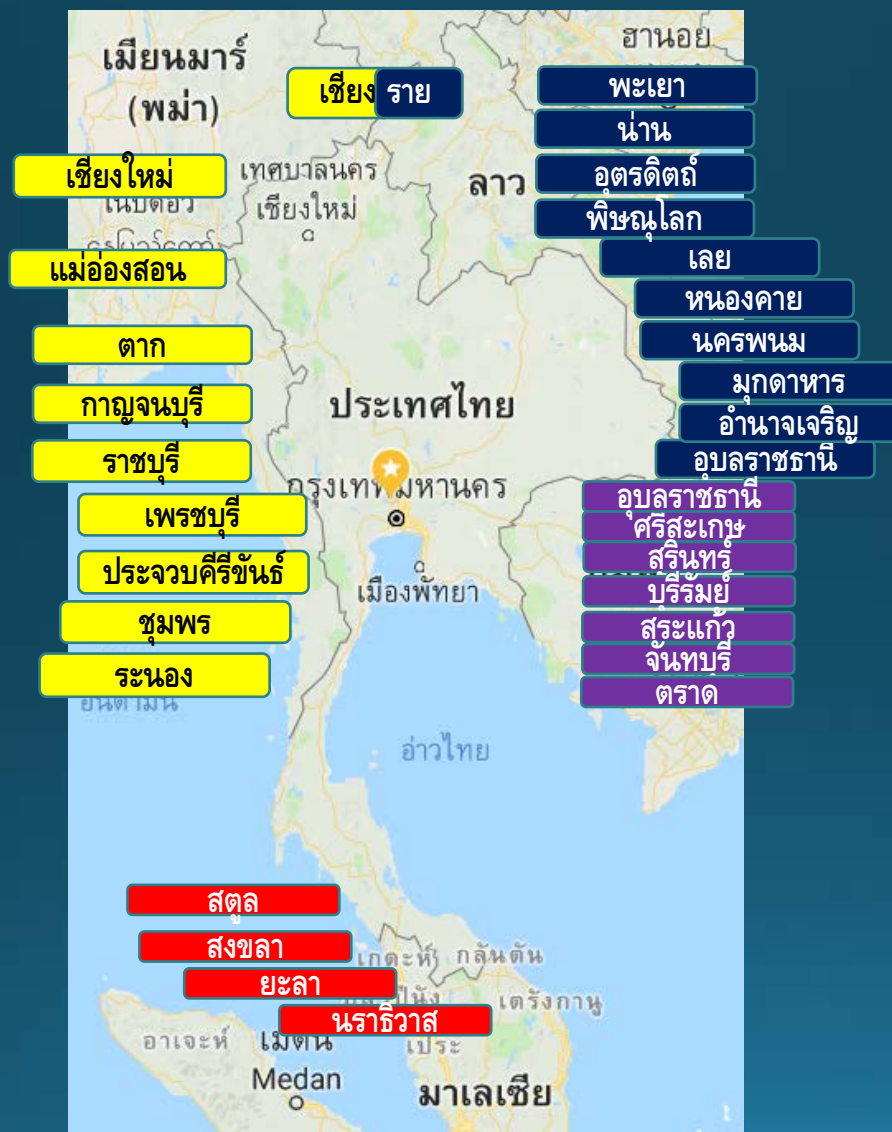 ฮานอย
เมียนมาร์
(พม่า)
เชียงราย
พะเยา
น่าน
เชียงใหม่
เทศบาลนคร
เชียงใหม่
ลาว
อุตรดิตถ์
พิษณุโลก
เนปิดอว์
เลย
แม่อ่องสอน
หนองคาย
นครพนม
ตาก
มุกดาหาร
กาญจนบุรี
ประเทศไทย
อำนาจเจริญ
ราชบุรี
อุบลราชธานี
กรุงเทพมหานคร
อุบลราชธานี
เพรชบุรี
ศรีสะเกษ
สุรินทร์
ประจวบคีรีขันธ์
เมืองพัทยา
บุรีรัมย์
ชุมพร
สระแก้ว
จันทบุรี
ระนอง
ตราด
อันดามัน
อ่าวไทย
สตูล
สงขลา
เกดะห์
กลันตัน
ยะลา
ตรังกานู
นราธิวาส
อาเจะห์
เมดัน
เประ
Medan
มาเลเซีย